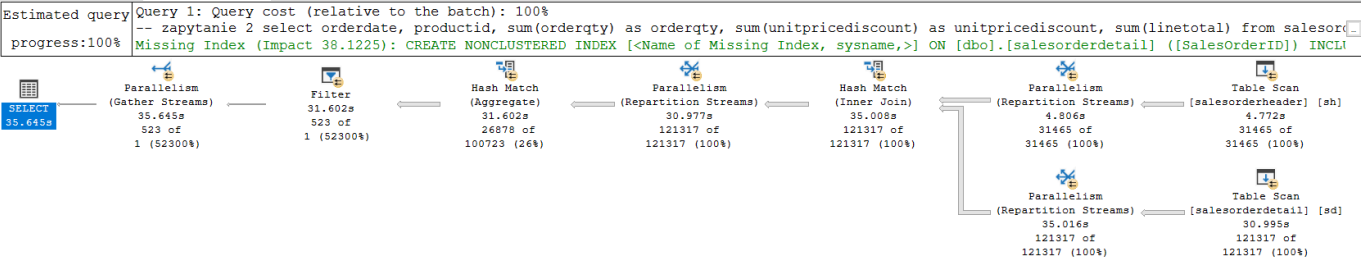 Estimated query
progress:100%
Query 1: Query cost (relative to the batch): 100%
-- zapytanie 2 select orderdate, productid, sum(orderqty) as orderqty, sum(unitpricediscount) as unitpricediscount, sum(linetotal) from salesord
...
Missing Index (Impact 38.1225): CREATE NONCLUSTERED INDEX [<Name of Missing Index, sysname,>] ON [dbo].[salesorderdetail] ([SalesOrderID]) INCLU
SELECT
35.645s
Parallelism
(Gather Streams)
35.645s
523 of
1 (52300%)
Filter
31.602s
523 of
1 (52300%)
Hash Match
(Aggregate)
31.602s
26878 of
100723 (26%)
Parallelism
(Repartition Streams)
30.977s
121317 of
121317 (100%)
Hash Match
(Inner Join)
35.008s
121317 of
121317 (100%)
Parallelism
(Repartition Streams)
4.806s
31465 of
31465 (100%)
Table Scan
[salesorderheader] [sh]
4.772s
31465 of
31465 (100%)
Parallelism
(Repartition Streams)
35.016s
121317 of
121317 (100%)
Table Scan
[salesorderdetail] [sd]
30.995s
121317 of
121317 (100%)